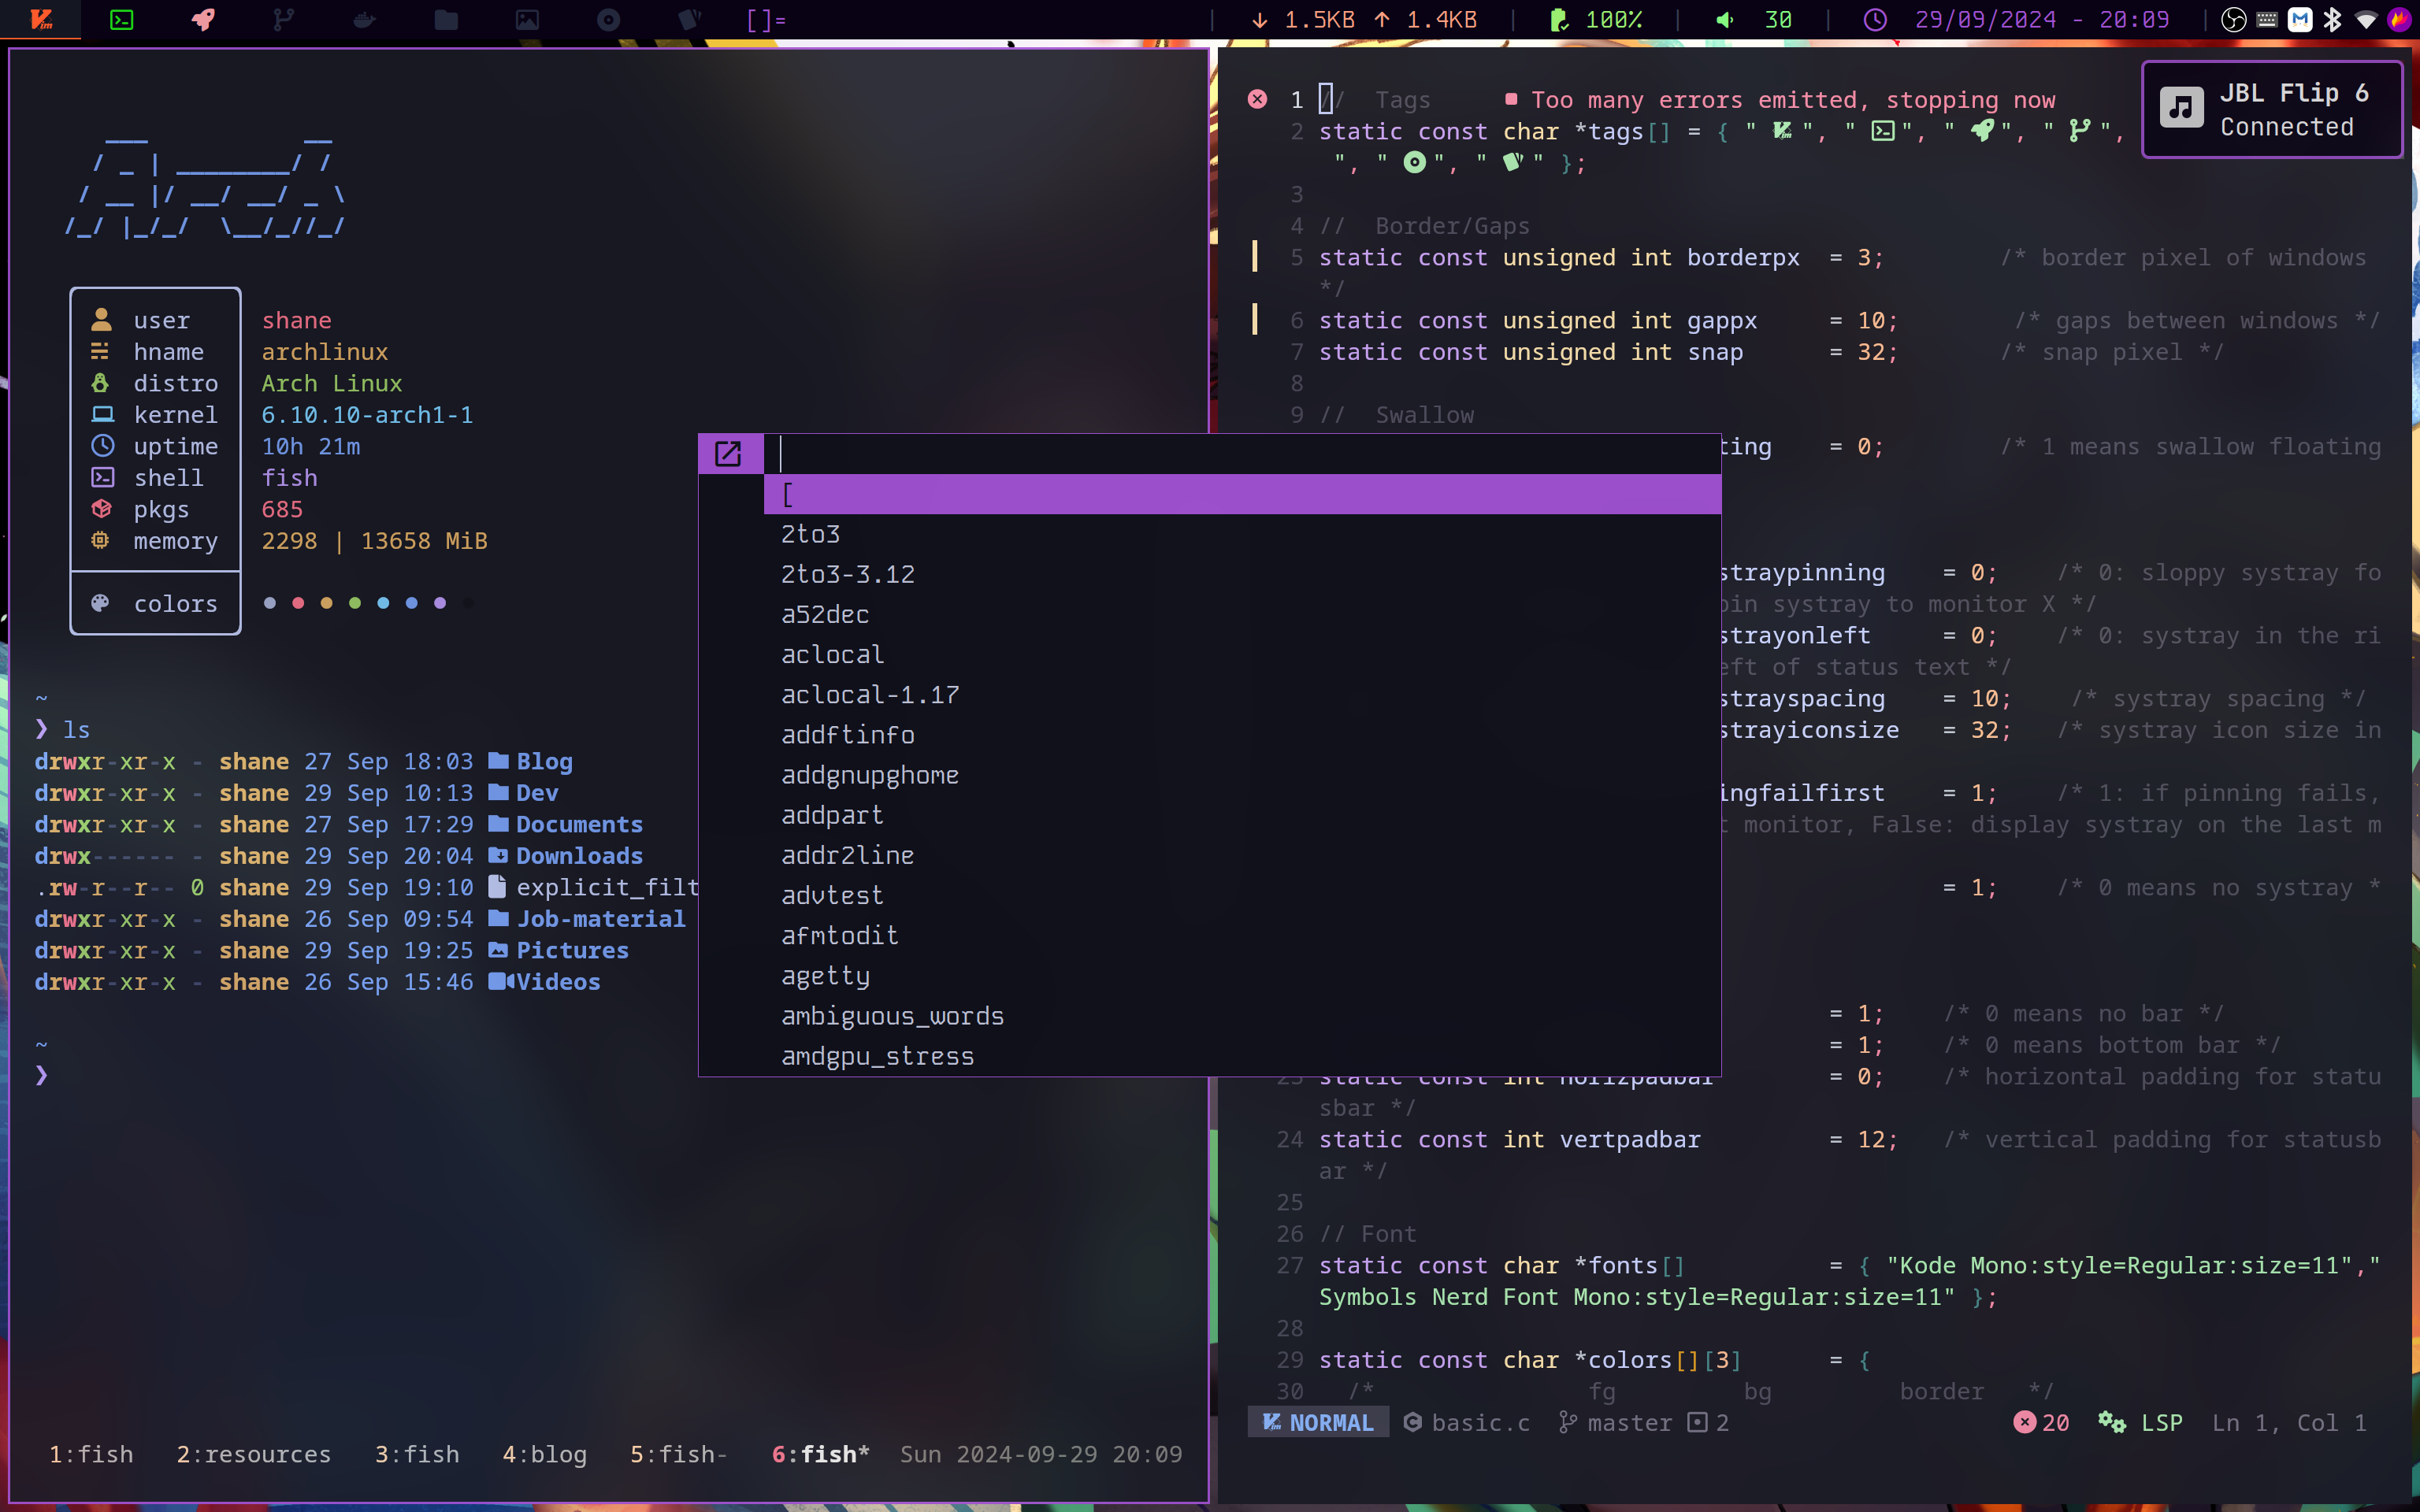 []=
| ↓ 1.5KB ↑ 1.4KB | 100% | 30 | 29/09/2024 - 20:09 |
user shane
hname archlinux
distro Arch Linux
kernel 6.10.10-arch1-1
uptime 10h 21m
shell fish
pkgs 685
memory 2298 | 13658 MiB
colors
~
❯ ls
drwxr-xr-x - shane 27 Sep 18:03 Blog
drwxr-xr-x - shane 29 Sep 10:13 Dev
drwxr-xr-x - shane 27 Sep 17:29 Documents
drwx------ - shane 29 Sep 20:04 Downloads
.rw-r--r-- 0 shane 29 Sep 19:10 explicit_filt
drwxr-xr-x - shane 26 Sep 09:54 Job-material
drwxr-xr-x - shane 29 Sep 19:25 Pictures
drwxr-xr-x - shane 26 Sep 15:46 Videos
~
❯
1:fish 2:resources 3:fish 4:blog 5:fish- 6:fish* Sun 2024-09-29 20:09
[
2to3
2to3-3.12
a52dec
aclocal
aclocal-1.17
addftinfo
addgnupghome
addpart
addr2line
advtest
afmtodit
agetty
ambiguous_words
amdgpu_stress
1 // Tags ■ Too many errors emitted, stopping now
2 static const char *tags[] = { " ", " ", " ", " ",
", " ", " " };
3
4 // Border/Gaps
5 static const unsigned int borderpx = 3; /* border pixel of windows
*/
6 static const unsigned int gappx = 10; /* gaps between windows */
7 static const unsigned int snap = 32; /* snap pixel */
8
9 // Swallow
ting = 0; /* 1 means swallow floating
straypinning = 0; /* 0: sloppy systray fo
pin systray to monitor X */
strayonleft = 0; /* 0: systray in the ri
eft of status text */
strayspacing = 10; /* systray spacing */
strayiconsize = 32; /* systray icon size in
ingfailfirst = 1; /* 1: if pinning fails,
t monitor, False: display systray on the last m
= 1; /* 0 means no systray *
= 1; /* 0 means no bar */
= 1; /* 0 means bottom bar */
23 static const int horizpadbar = 0; /* horizontal padding for statu
sbar */
24 static const int vertpadbar = 12; /* vertical padding for statusb
ar */
25
26 // Font
27 static const char *fonts[] = { "Kode Mono:style=Regular:size=11","
Symbols Nerd Font Mono:style=Regular:size=11" };
28
29 static const char *colors[][3] = {
30 /* fg bg border */
NORMAL basic.c master 2 20 LSP Ln 1, Col 1
JBL Flip 6
Connected